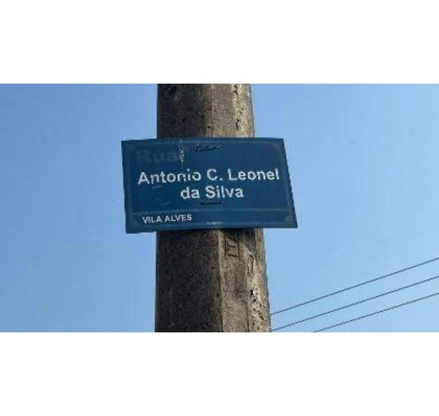 Rua
Antonio C. Leonel
da Silva
VILA ALVES